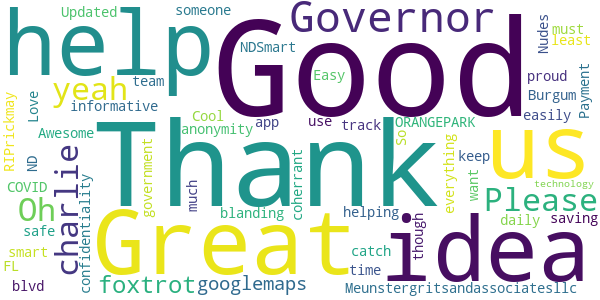 Updated
someone
help
Good
Governor
NDSmart
Nudes
must
least
yeah
team
informative
Easy
proud
Burgum
easily
Payment
RIPrickmay
ND
Love
Awesome
Cool
anonymity
app
use
track
ORANGEPARK
So
keep
everything
want
us
Thank
COVID
Oh
safe
charlie
confidentiality
government
much
blanding
coherrant
helping
Please
technology
daily
saving
smart
FL
blvd
Great
foxtrot
googlemaps
catch
time
though
idea
Meunstergritsandassociatesllc